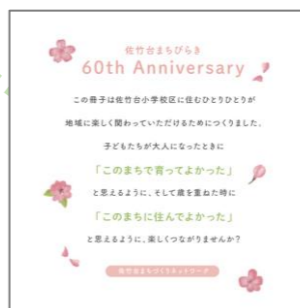 佐竹台まちびらき
60th Anniversary
この冊子は佐竹台小学校区に住むひとりひとりが
地域に楽しく関わっていただけるためにつくりました。
子どもたちが大人になったときに
「このまちで育ってよかった」
と思えるように、そして歳を重ねた時に
「このまちに住んでよかった」
と思えるように、楽しくつながりませんか?
佐竹台まちづくりネットワーク